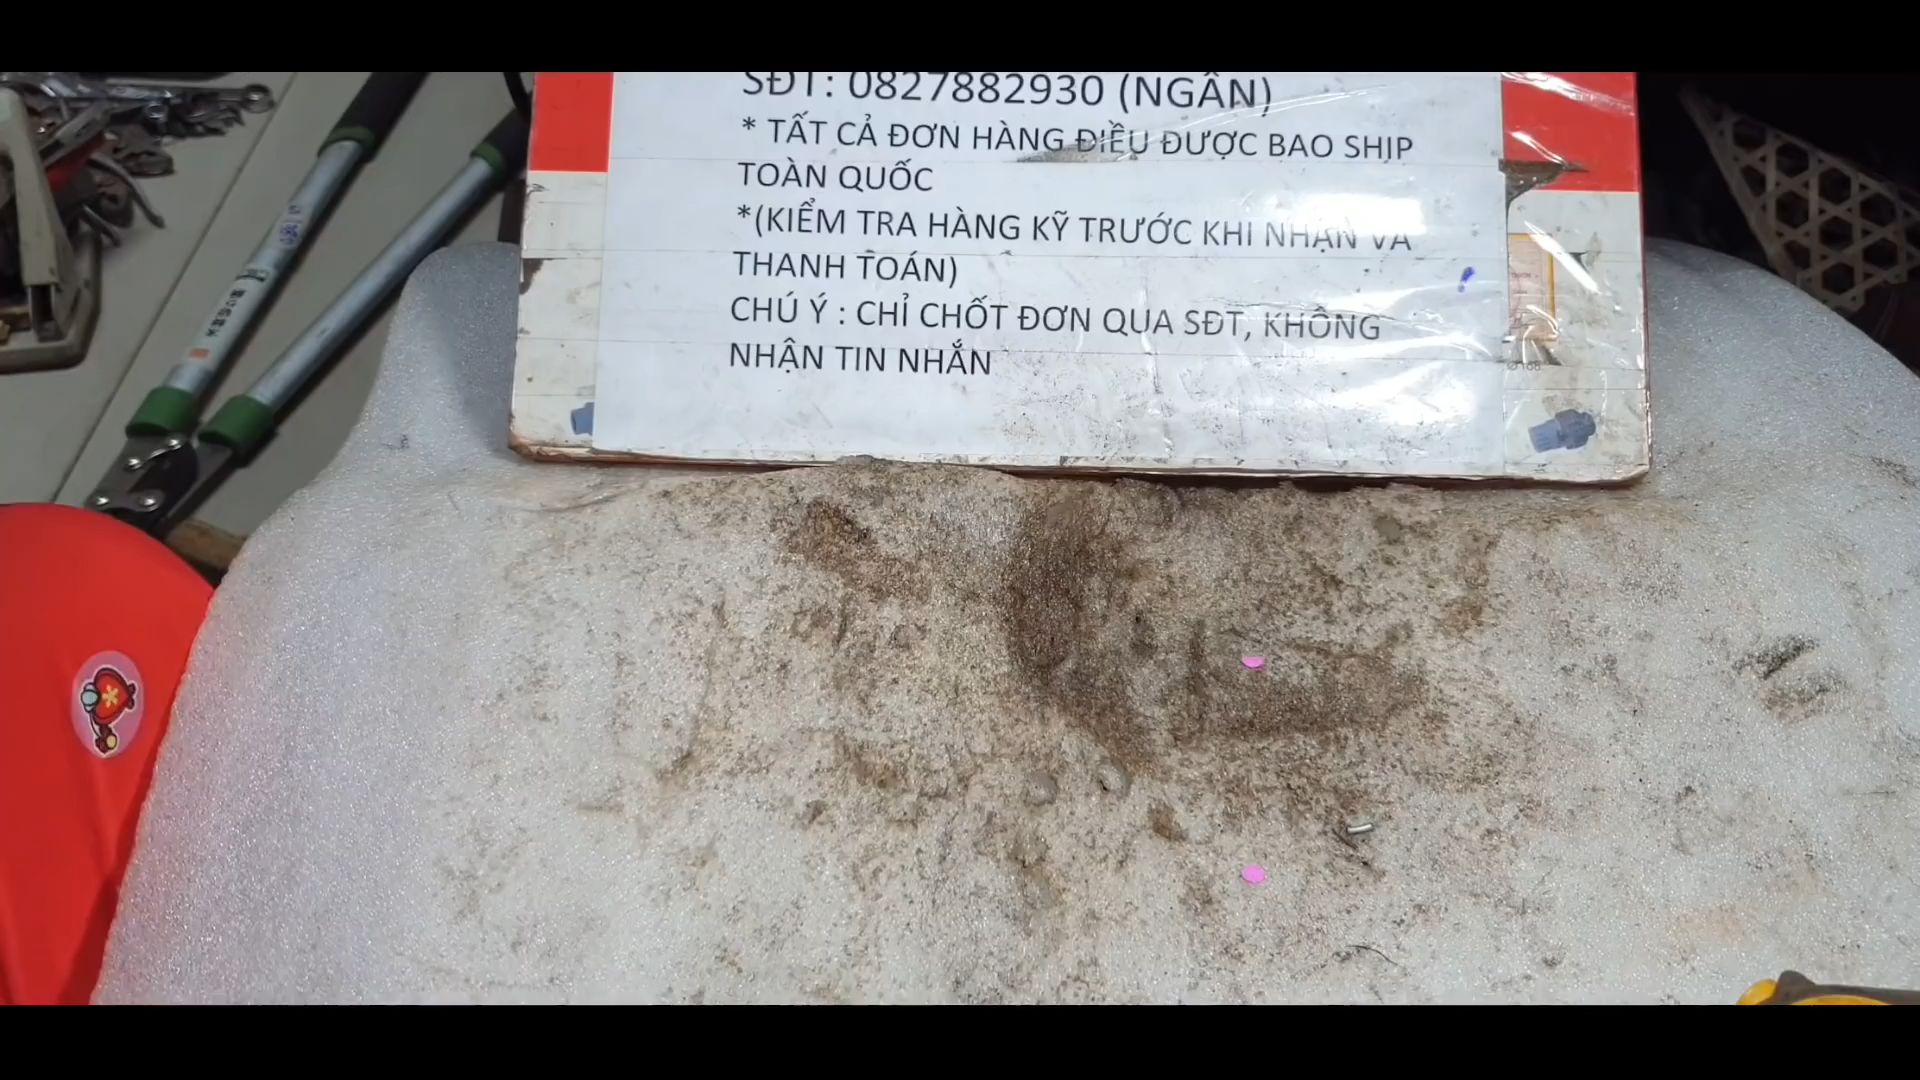 SĐT: 0827882930 (NGÂN)
* TẤT CẢ ĐƠN HÀNG ĐIỀU ĐƯỢC BAO SHIP
TOÀN QUỐC
*(KIỂM TRA HÀNG KỸ TRƯỚC KHI NHẬN VÀ
THANH TOÁN)
CHÚ Ý : CHỈ CHỐT ĐƠN QUA SĐT, KHÔNG
NHẬN TIN NHẮN